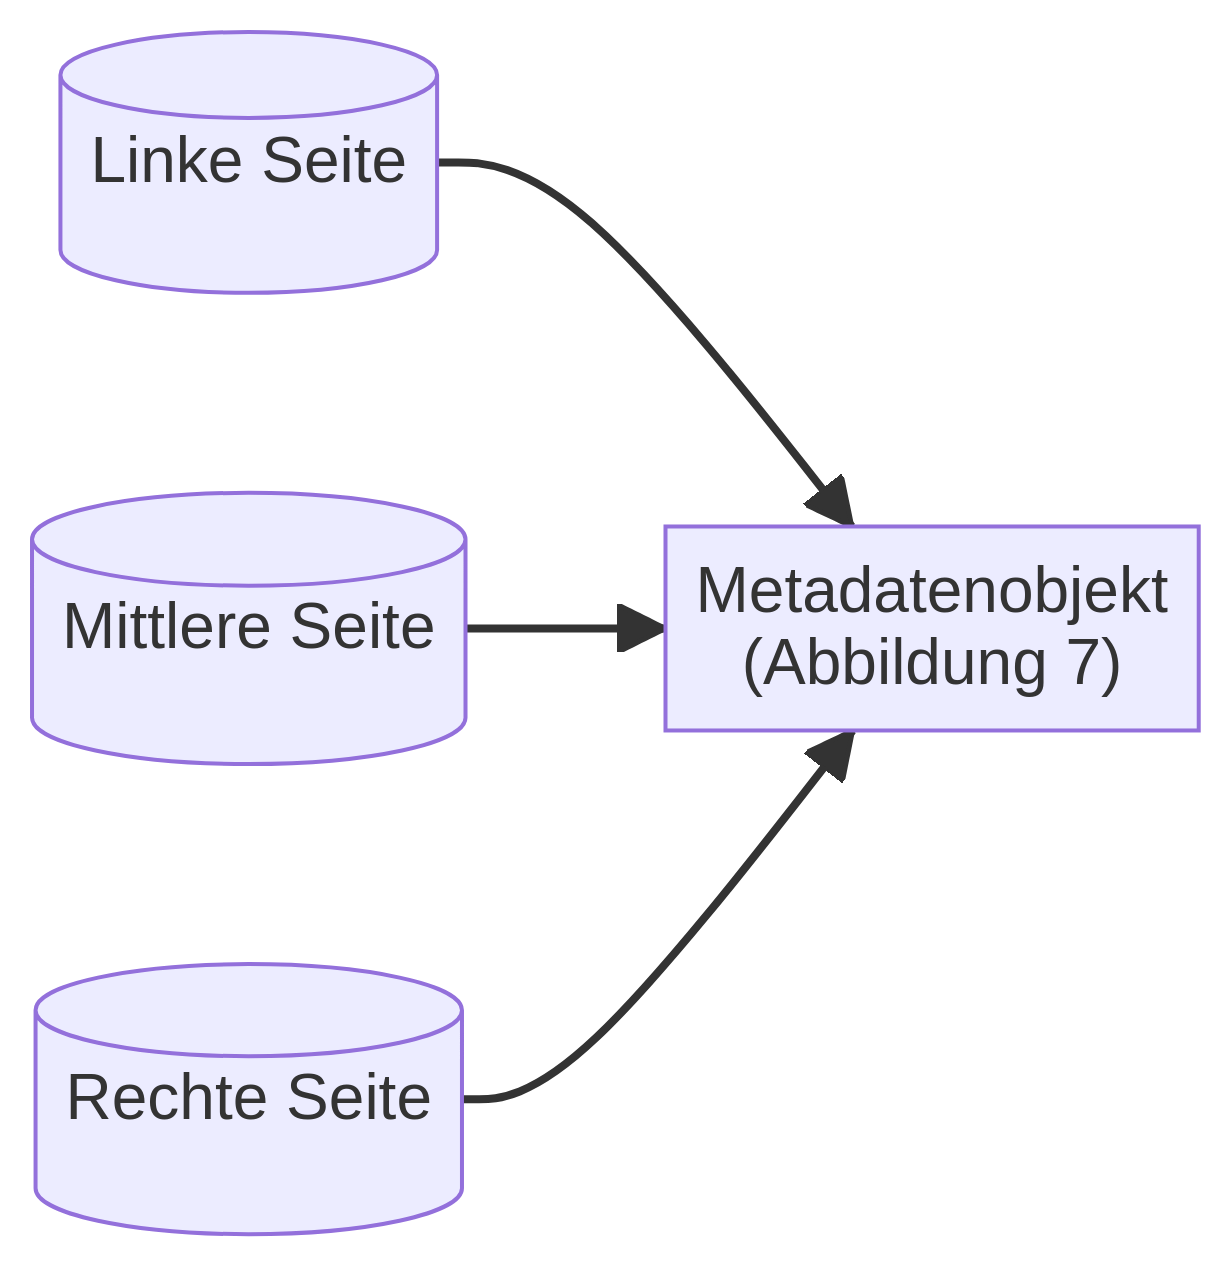 Linke Seite
Mittlere Seite
Metadatenobjekt
(Abbildung 7)
Rechte Seite